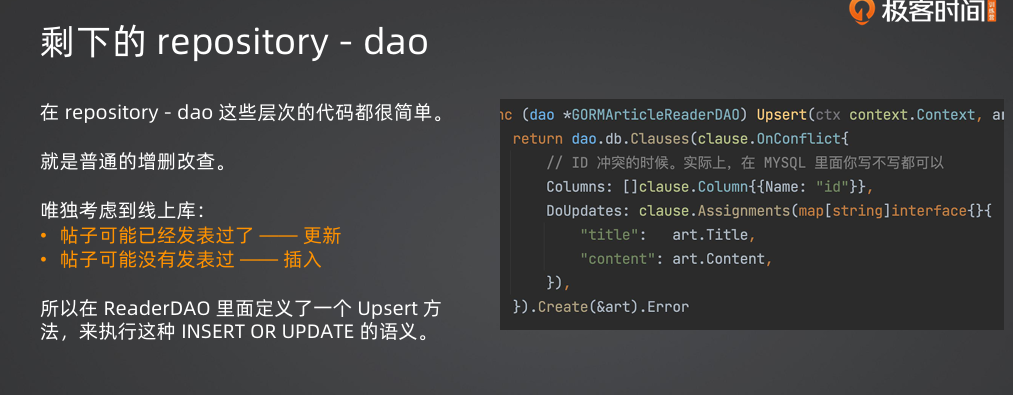 极客时间 训练营
剩下的 repository - dao
在 repository - dao 这些层次的代码都很简单。
就是普通的增删改查。
唯独考虑到线上库：
• 帖子可能已经发表过了 —— 更新
• 帖子可能没有发表过 —— 插入
所以在 ReaderDAO 里面定义了一个 Upsert 方
法，来执行这种 INSERT OR UPDATE 的语义。
nc (dao *GORMArticleReaderDAO) Upsert(ctx context.Context, ar
return dao.db.Clauses(clause.OnConflict{
// ID 冲突的时候。实际上，在 MYSQL 里面你写不写都可以
Columns: []clause.Column{{Name: "id"}},
DoUpdates: clause.Assignments(map[string]interface{}{
"title":   art.Title,
"content": art.Content,
}),
}).Create(&art).Error